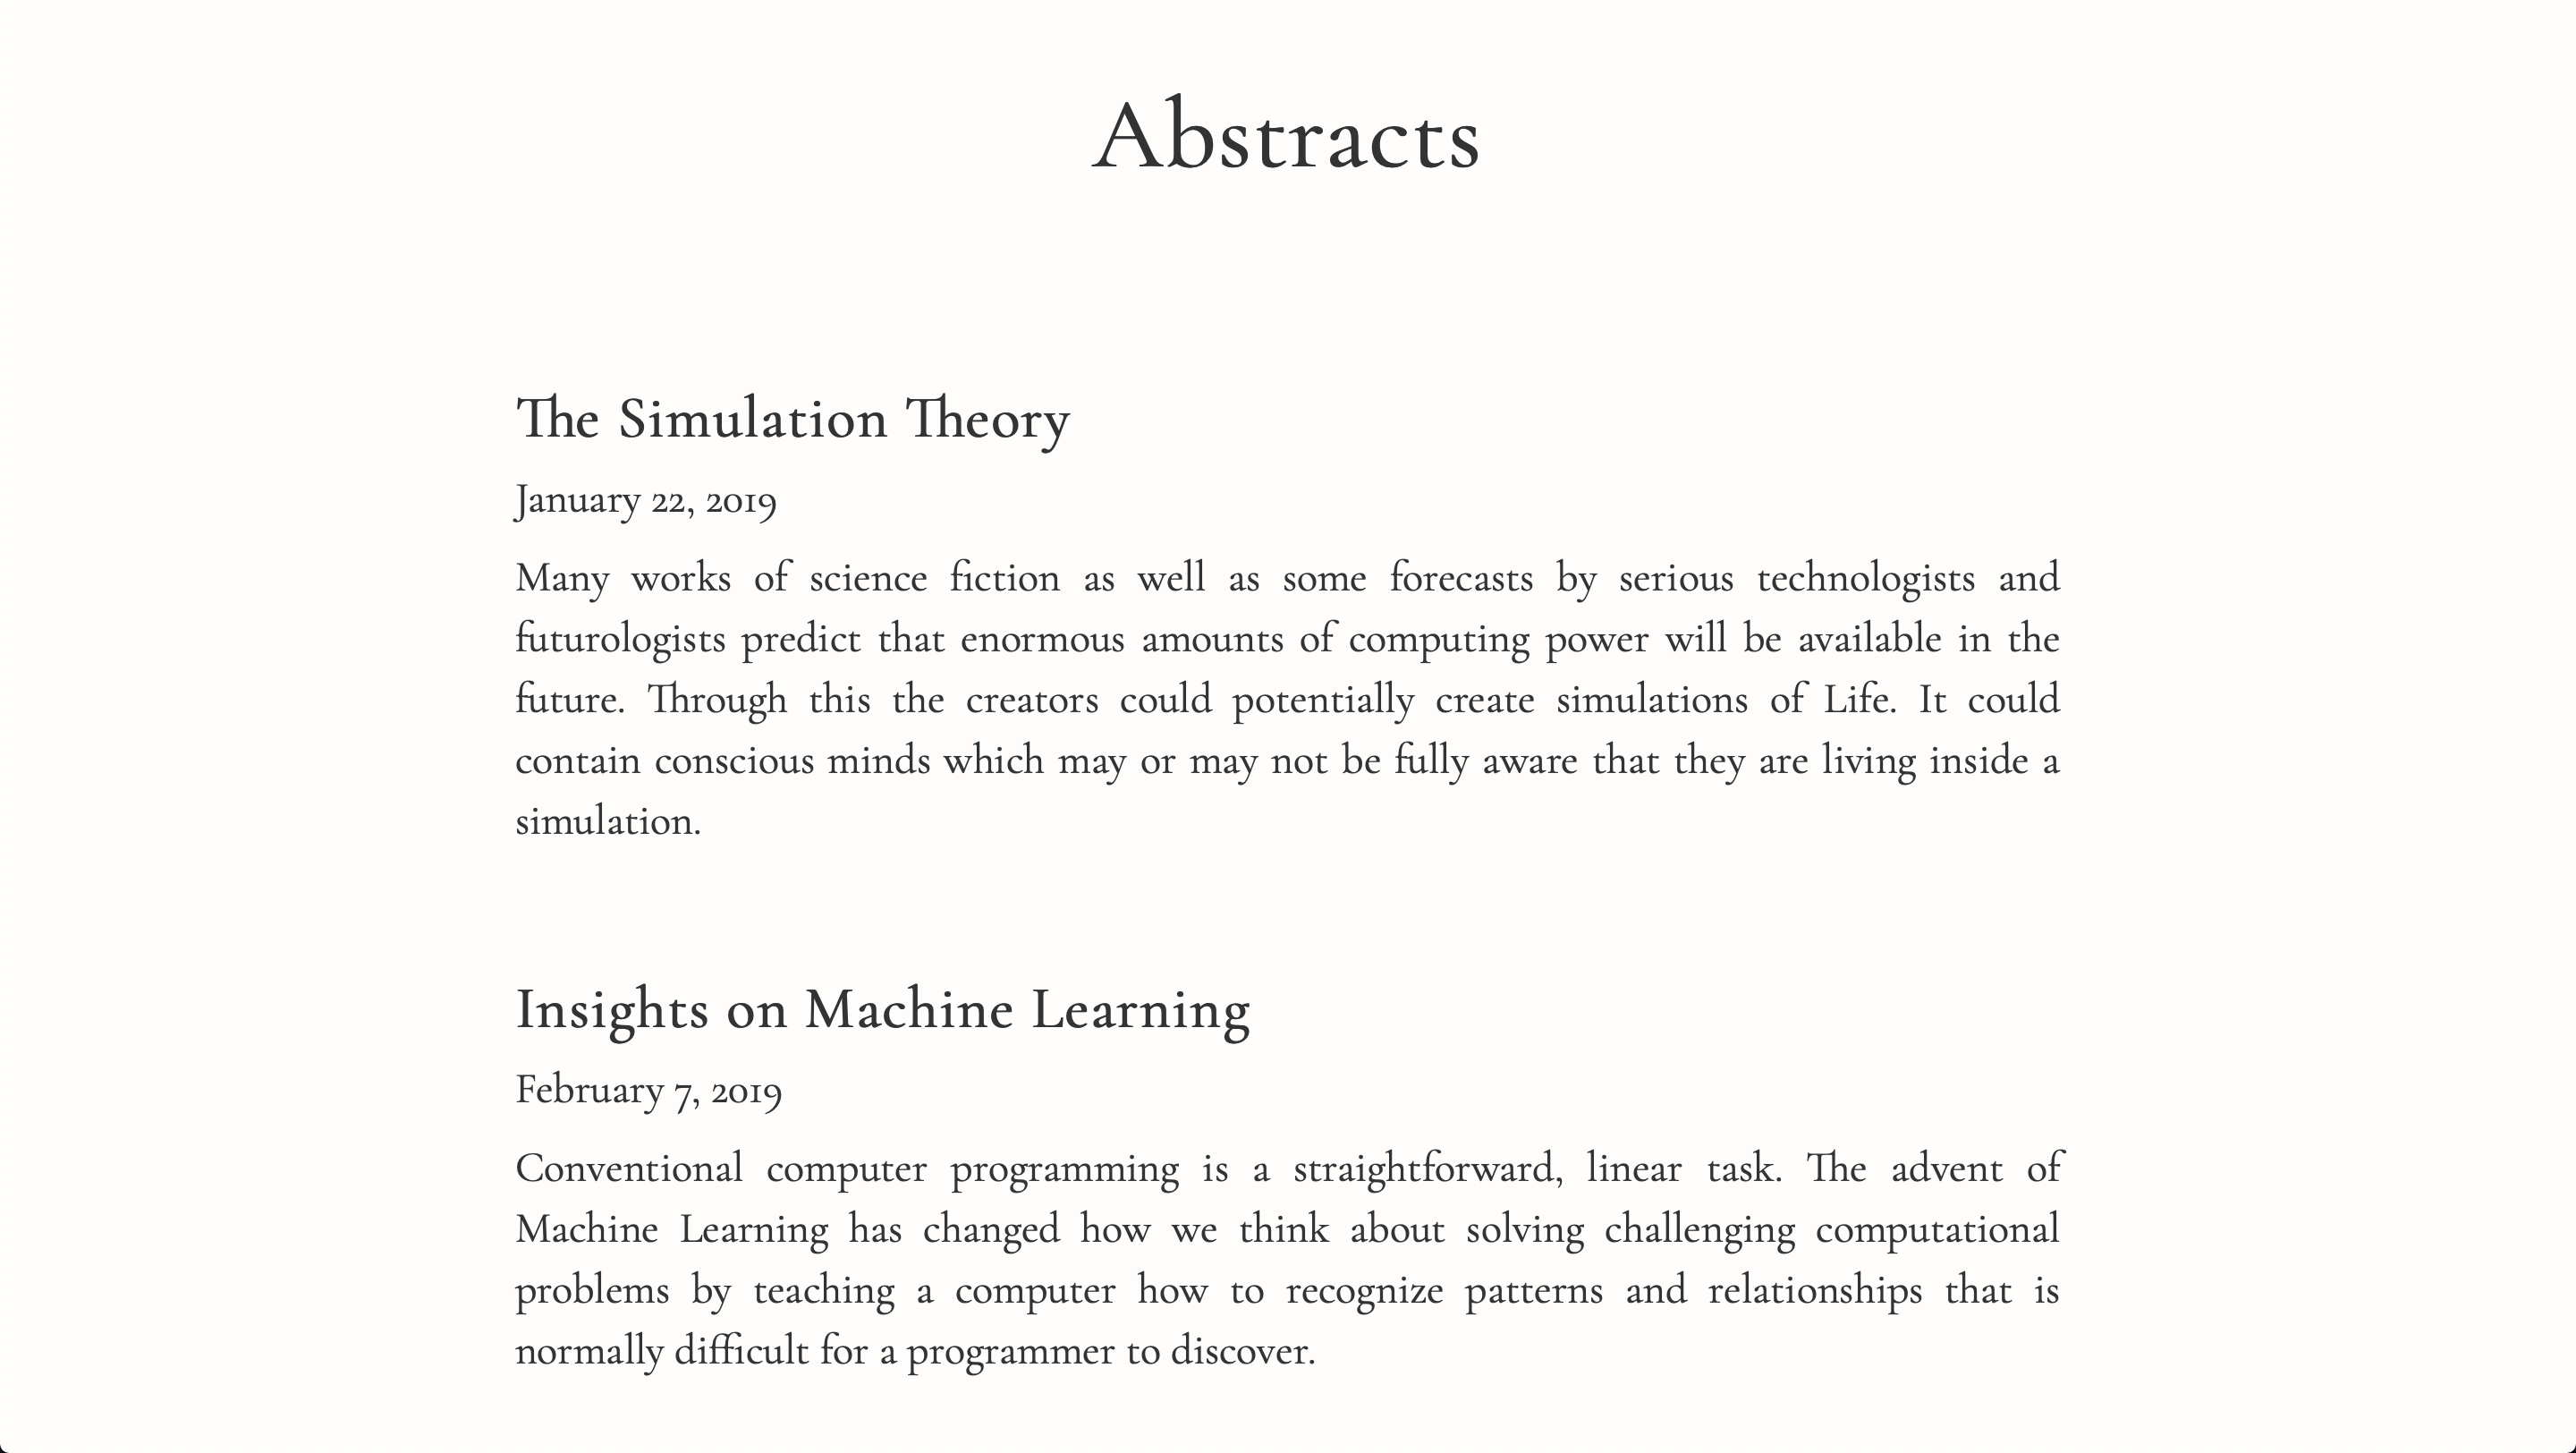 Abstracts
The Simulation Theory
January 22, 2019
Many works of science fiction as well as some forecasts by serious technologists and
futurologists predict that enormous amounts of computing power will be available in the
future. Through this the creators could potentially create simulations of Life. It could
contain conscious minds which may or may not be fully aware that they are living inside a
simulation.
Insights on Machine Learning
February 7, 2019
Conventional computer programming is a straightforward, linear task. The advent of
Machine Learning has changed how we think about solving challenging computational
problems by teaching a computer how to recognize patterns and relationships that is
normally difficult for a programmer to discover.